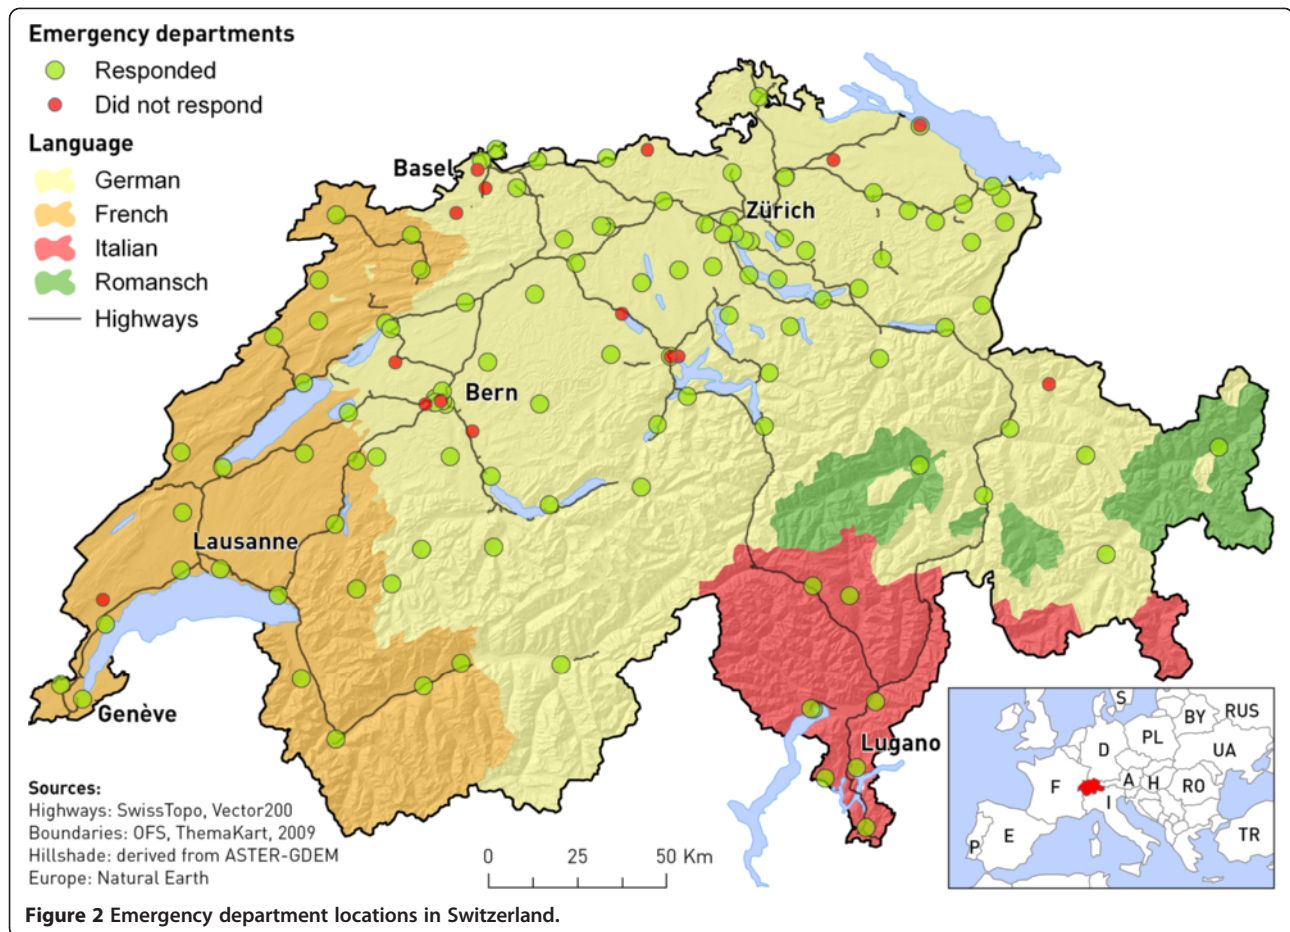 Emergency departments
Responded
Did not respond
Language
German
French
Italian
Romansch
Highways
Basel
Zürich
Bern
Lausanne
Genève
Lugano
Sources:
Highways: SwissTopo, Vector200
Boundaries: OFS, ThemaKart, 2009
Hillshade: derived from ASTER-GDEM
Europe: Natural Earth
0 25 50 Km
S
BY RUS
D PL
UA
F A H RO
I
P E TR
Figure 2 Emergency department locations in Switzerland.